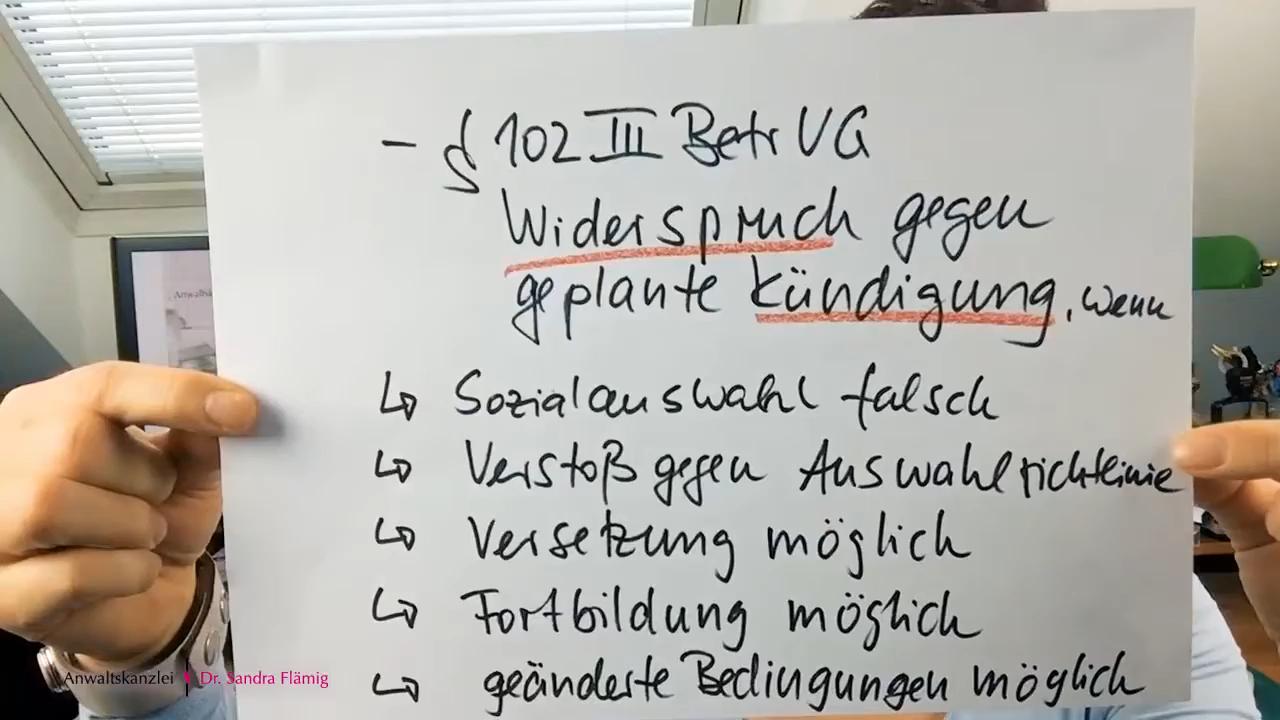 - § 102 III BetrVG
Widerspruch gegen
geplante Kündigung, wenn
↳ Sozialauswahl falsch
↳ Verstoß gegen Auswahlrichtlinie
↳ Versetzung möglich
↳ Fortbildung möglich
↳ geänderte Bedingungen möglich
Anwaltskanzlei Dr. Sandra Flämig